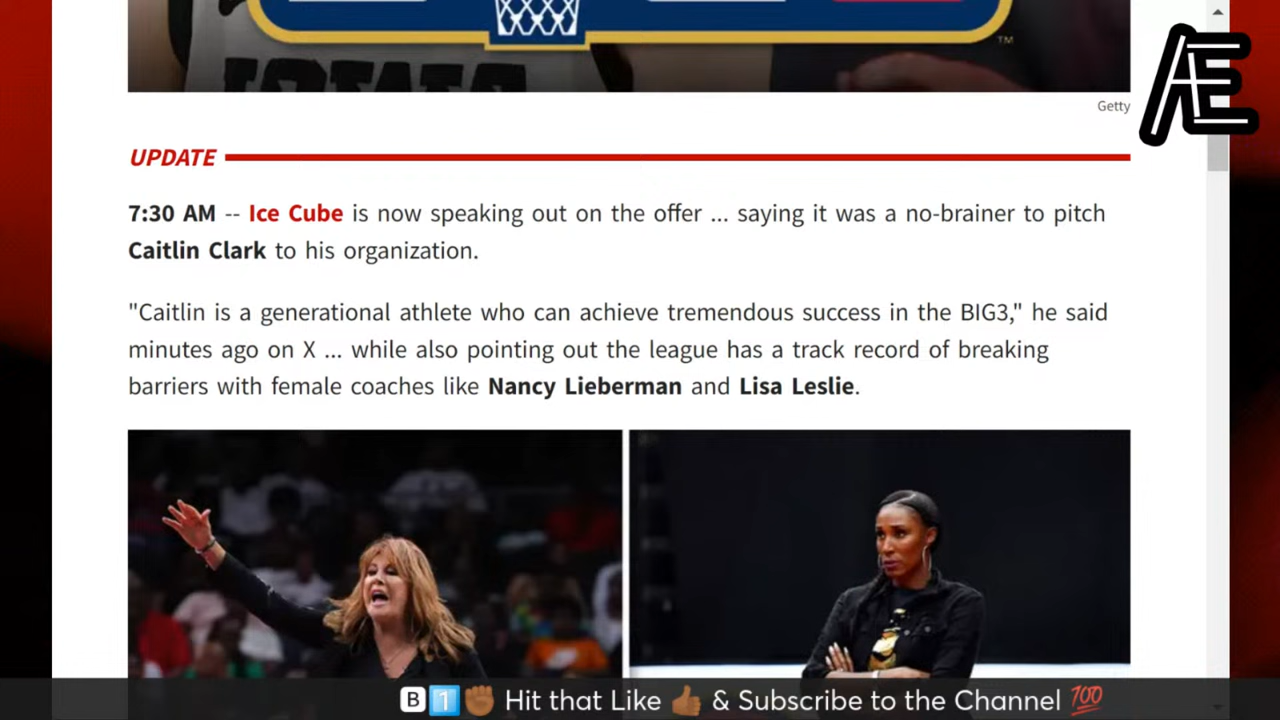 IOWA
TM
Getty
Æ
UPDATE
7:30 AM -- Ice Cube is now speaking out on the offer ... saying it was a no-brainer to pitch
Caitlin Clark to his organization.
"Caitlin is a generational athlete who can achieve tremendous success in the BIG3," he said
minutes ago on X ... while also pointing out the league has a track record of breaking
barriers with female coaches like Nancy Lieberman and Lisa Leslie.
B 1 ✊🏾 Hit that Like 👍🏾 & Subscribe to the Channel 💯